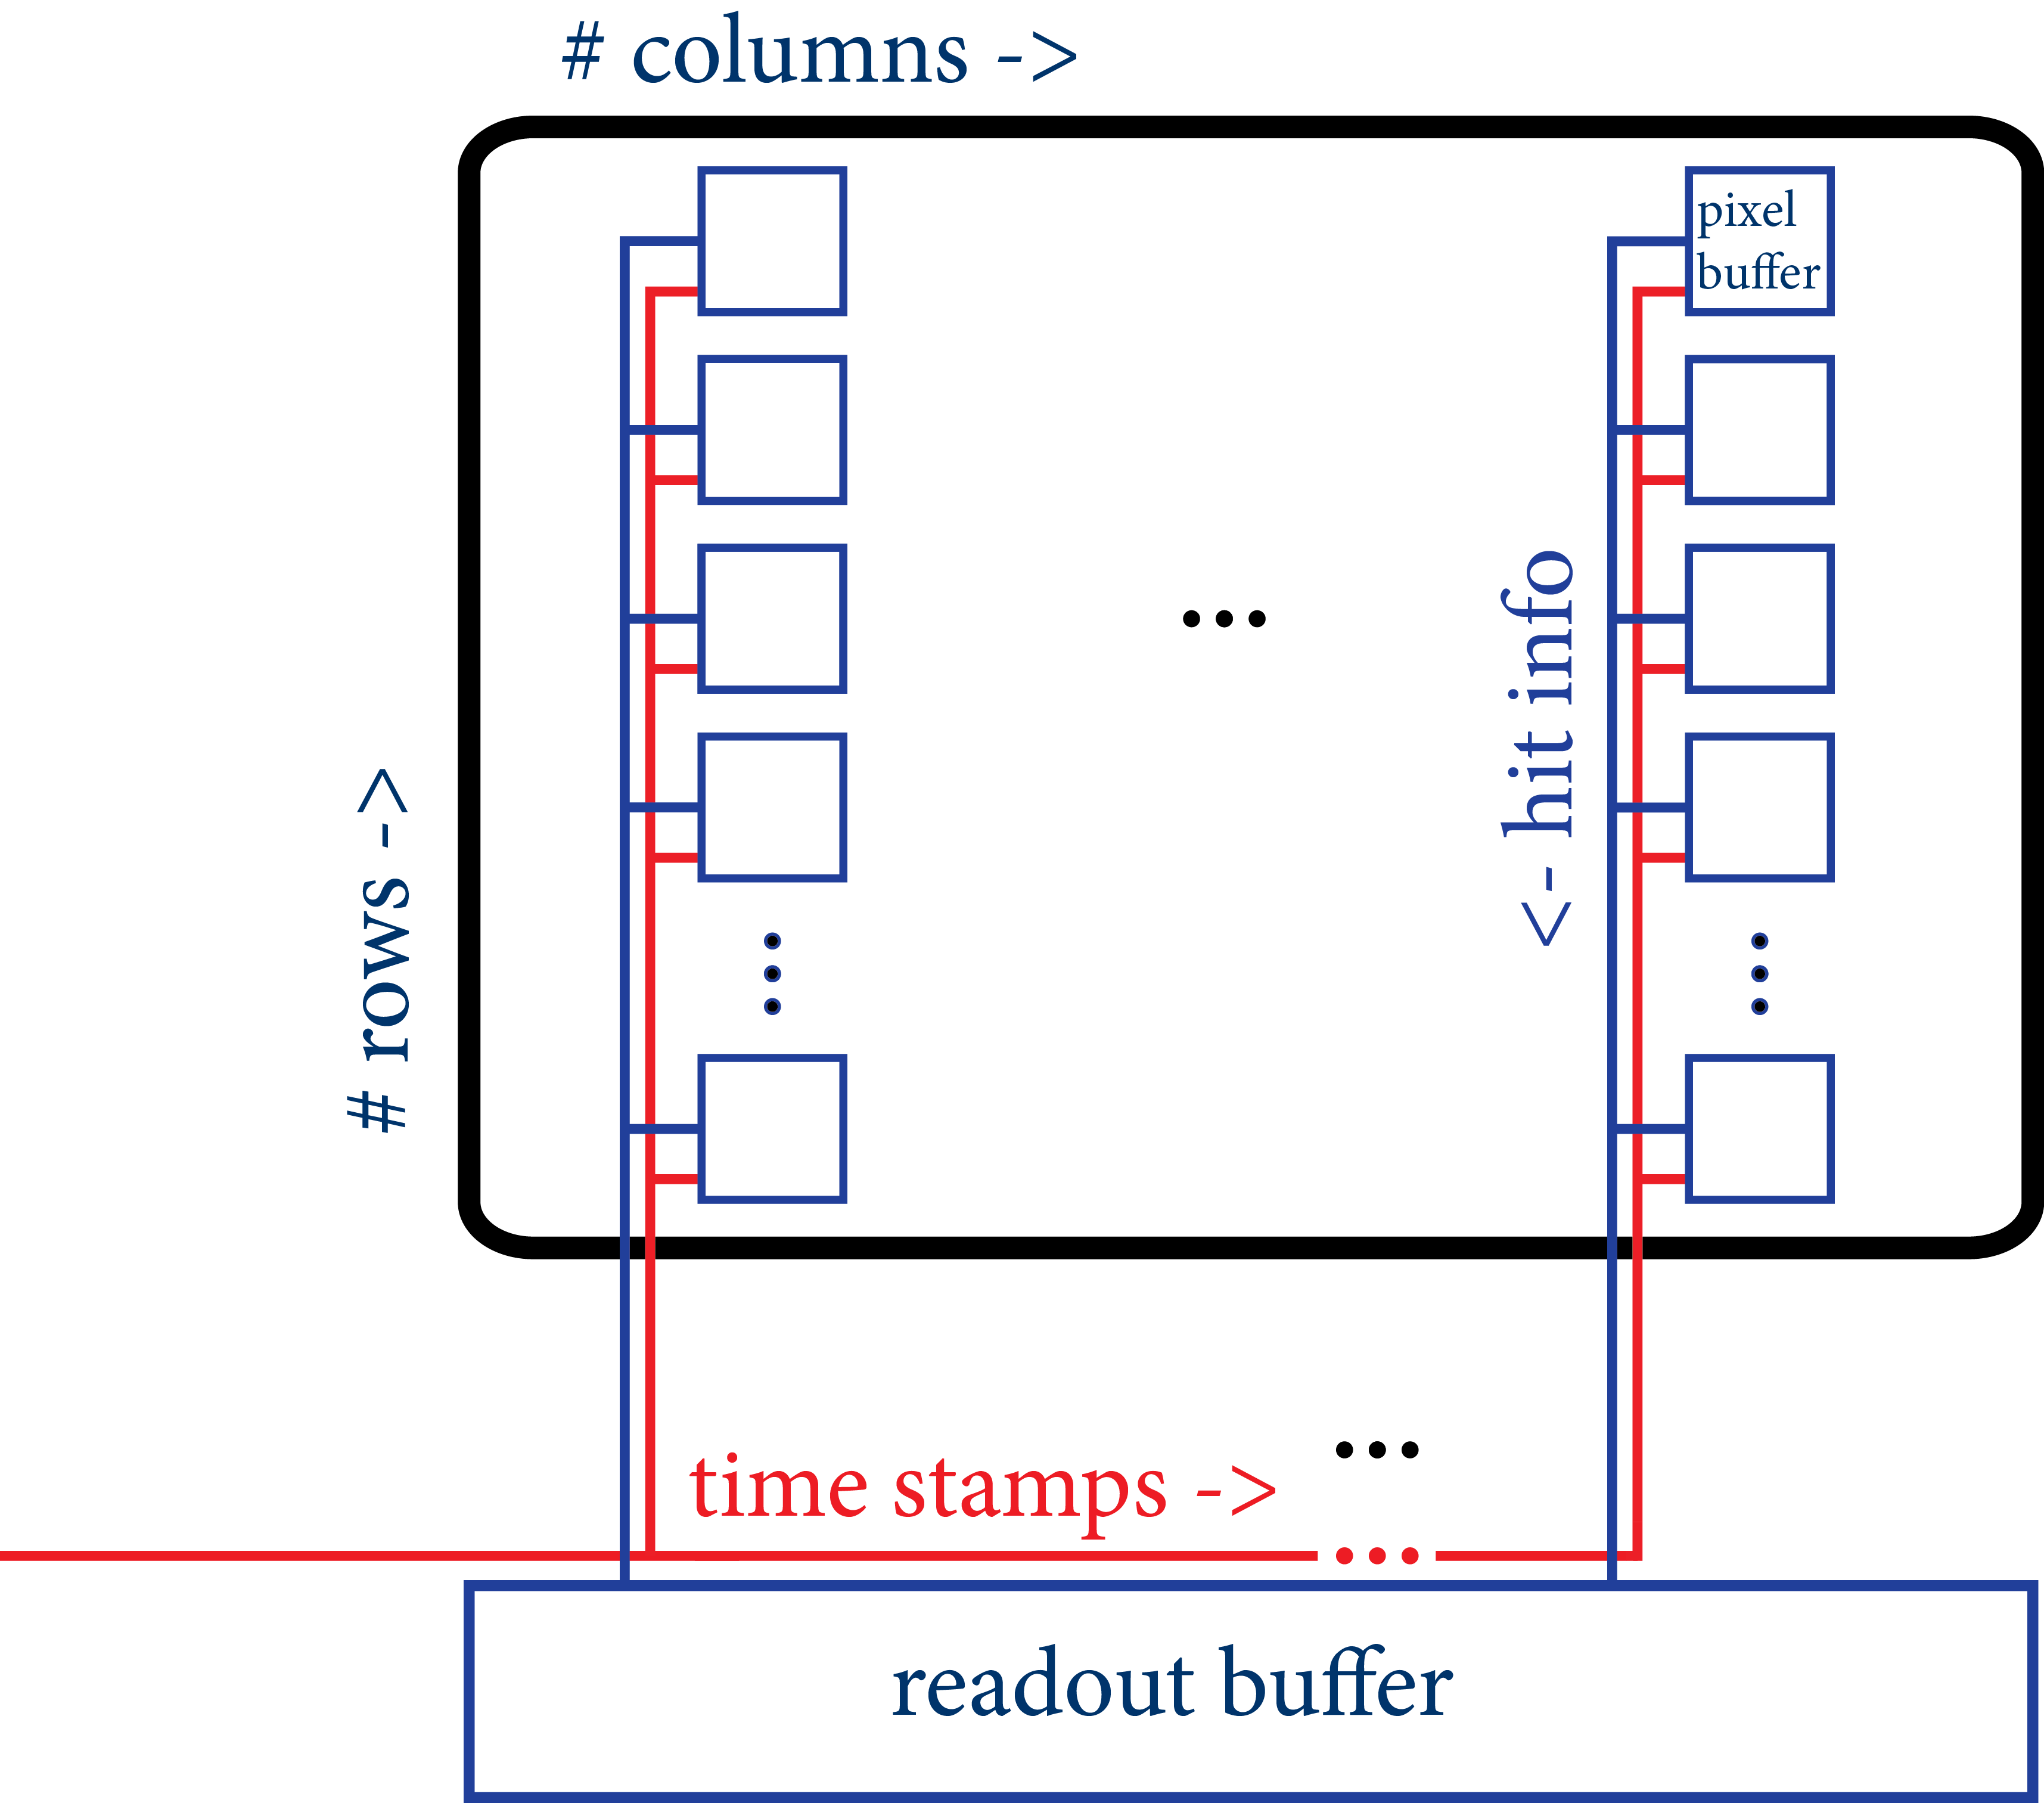 # columns ->
pixel
buffer
<- hit info
# rows ->
time stamps ->
readout buffer